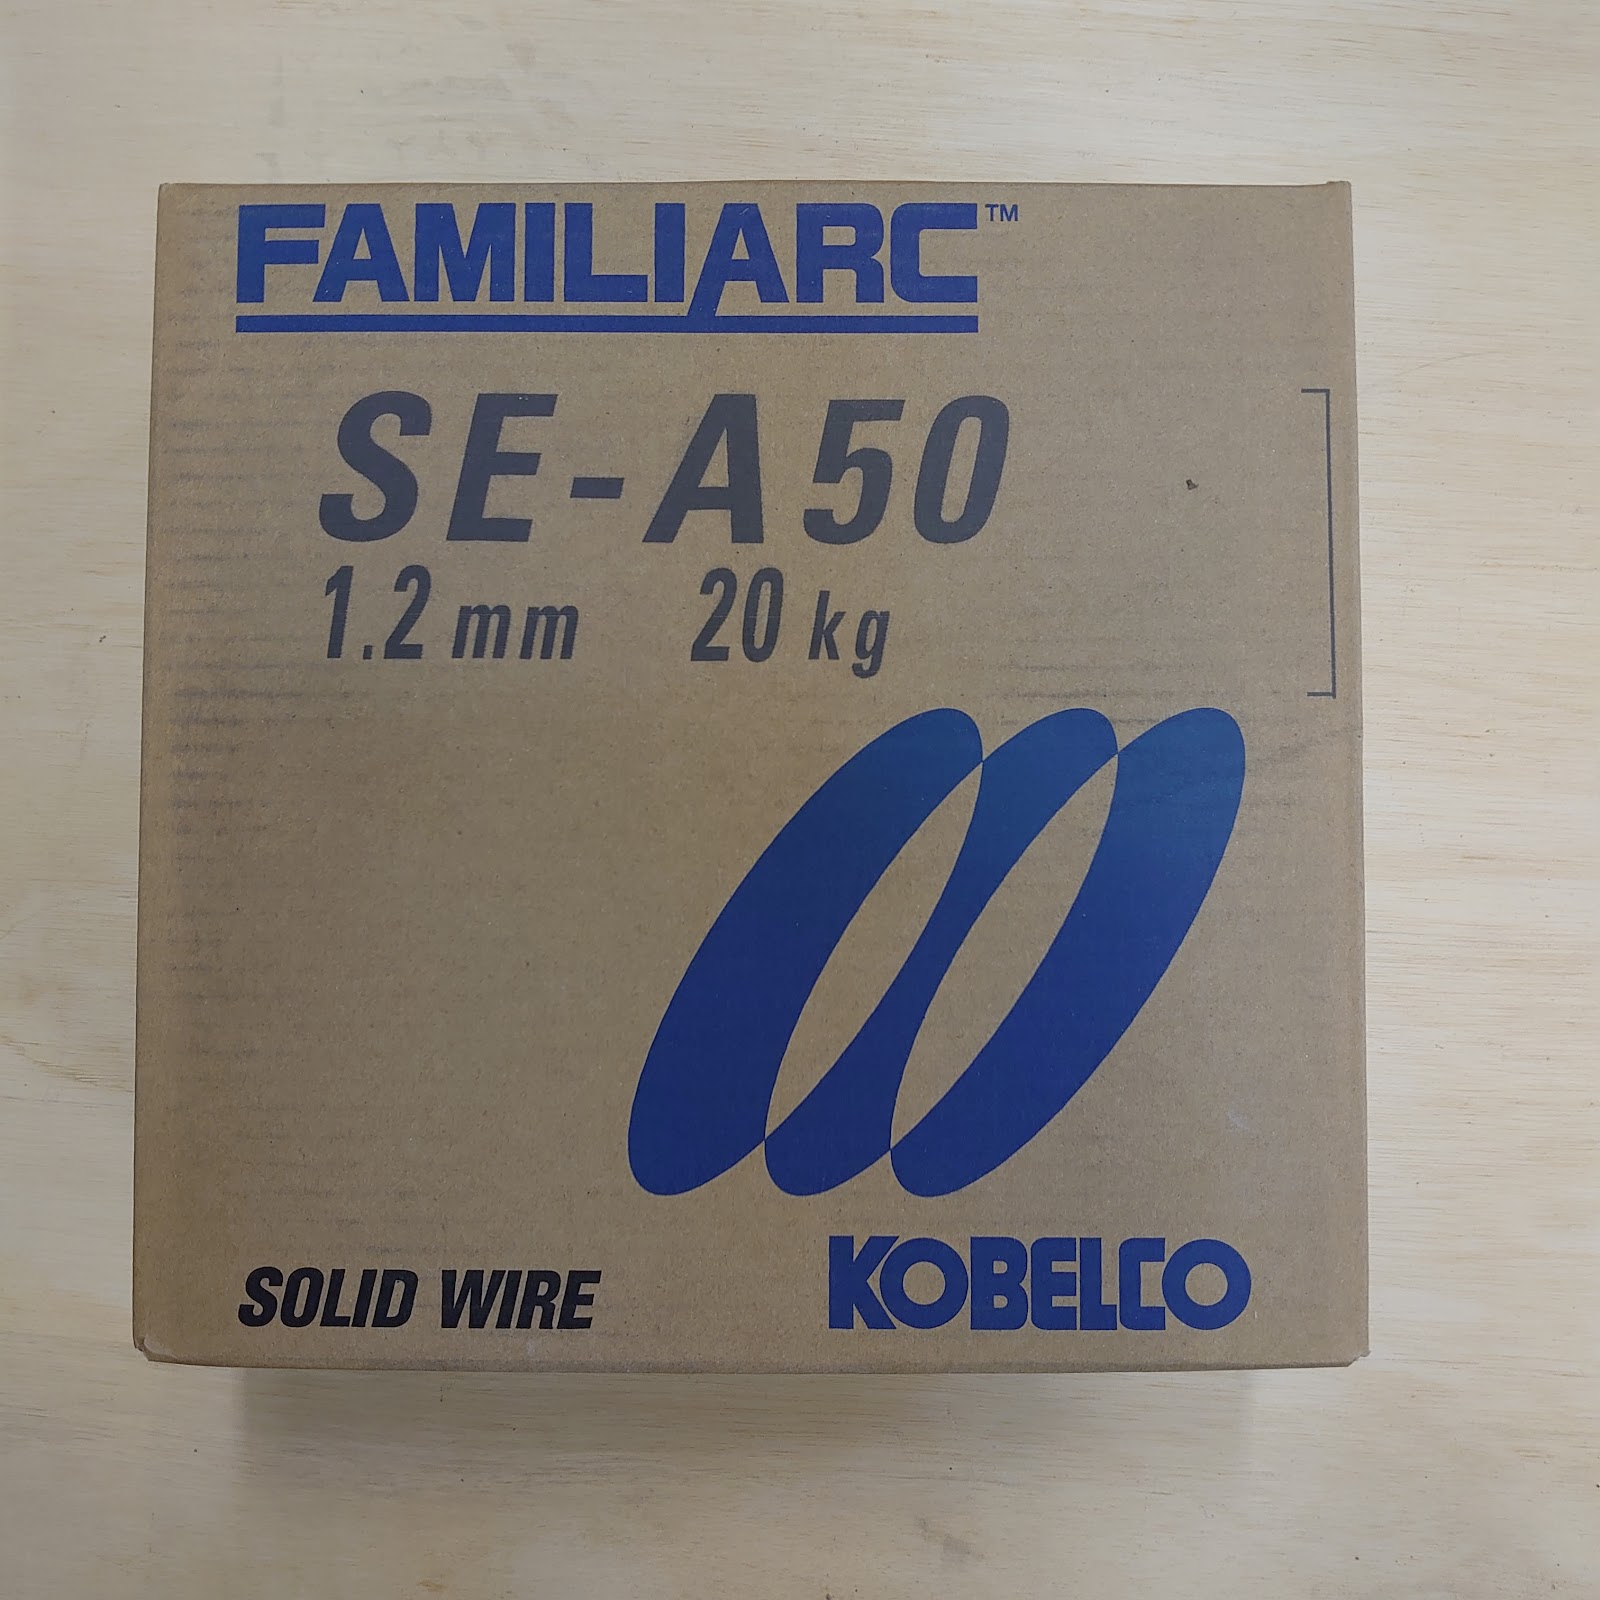 FAMILIARC™
SE-A50
1.2 mm 20 kg
SOLID WIRE
KOBELCO